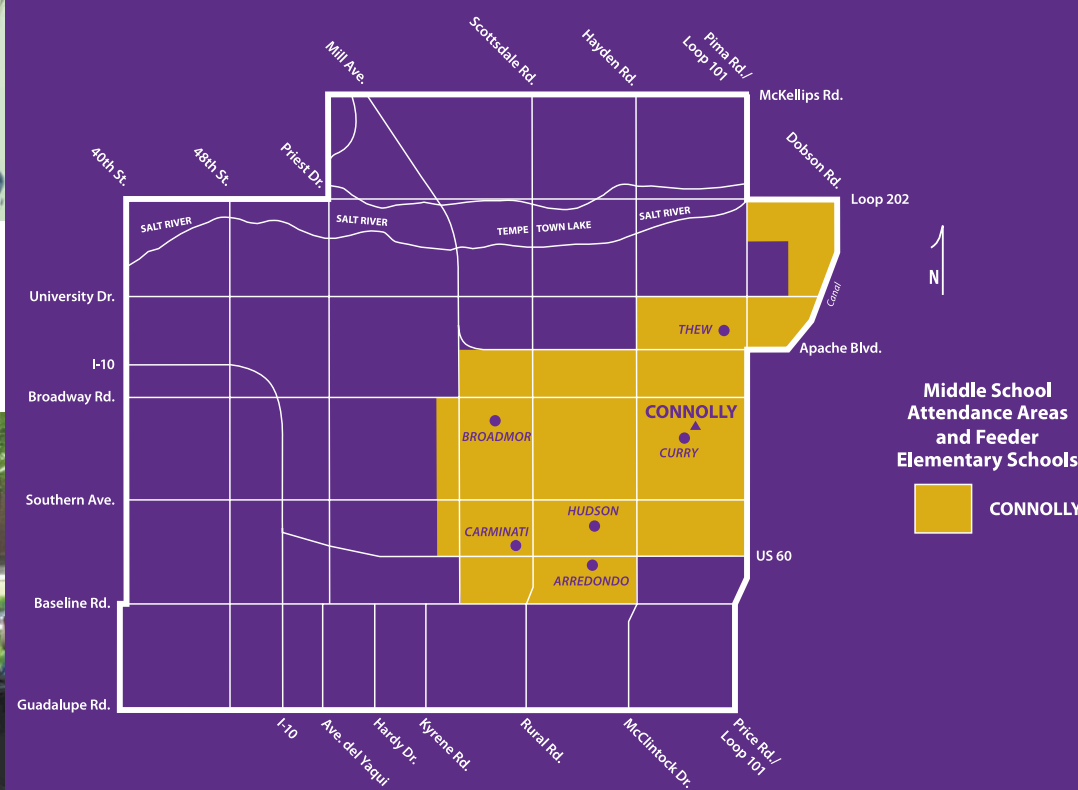 Mill Ave.
Scottsdale Rd.
Hayden Rd.
Pima Rd./
Loop 101
McKellips Rd.
40th St.
48th St.
Priest Dr.
Dobson Rd.
Loop 202
SALT RIVER
SALT RIVER
TEMPE TOWN LAKE
SALT RIVER
N
University Dr.
Canal
THEW
Apache Blvd.
I-10
Broadway Rd.
CONNOLLY
BROADMOR
CURRY
Middle School
Attendance Areas
and Feeder
Elementary Schools
CONNOLLY
Southern Ave.
HUDSON
CARMINATI
US 60
ARREDONDO
Baseline Rd.
Guadalupe Rd.
I-10
Ave. del Yaqui
Hardy Dr.
Kyrene Rd.
Rural Rd.
McClintock Dr.
Price Rd./
Loop 101